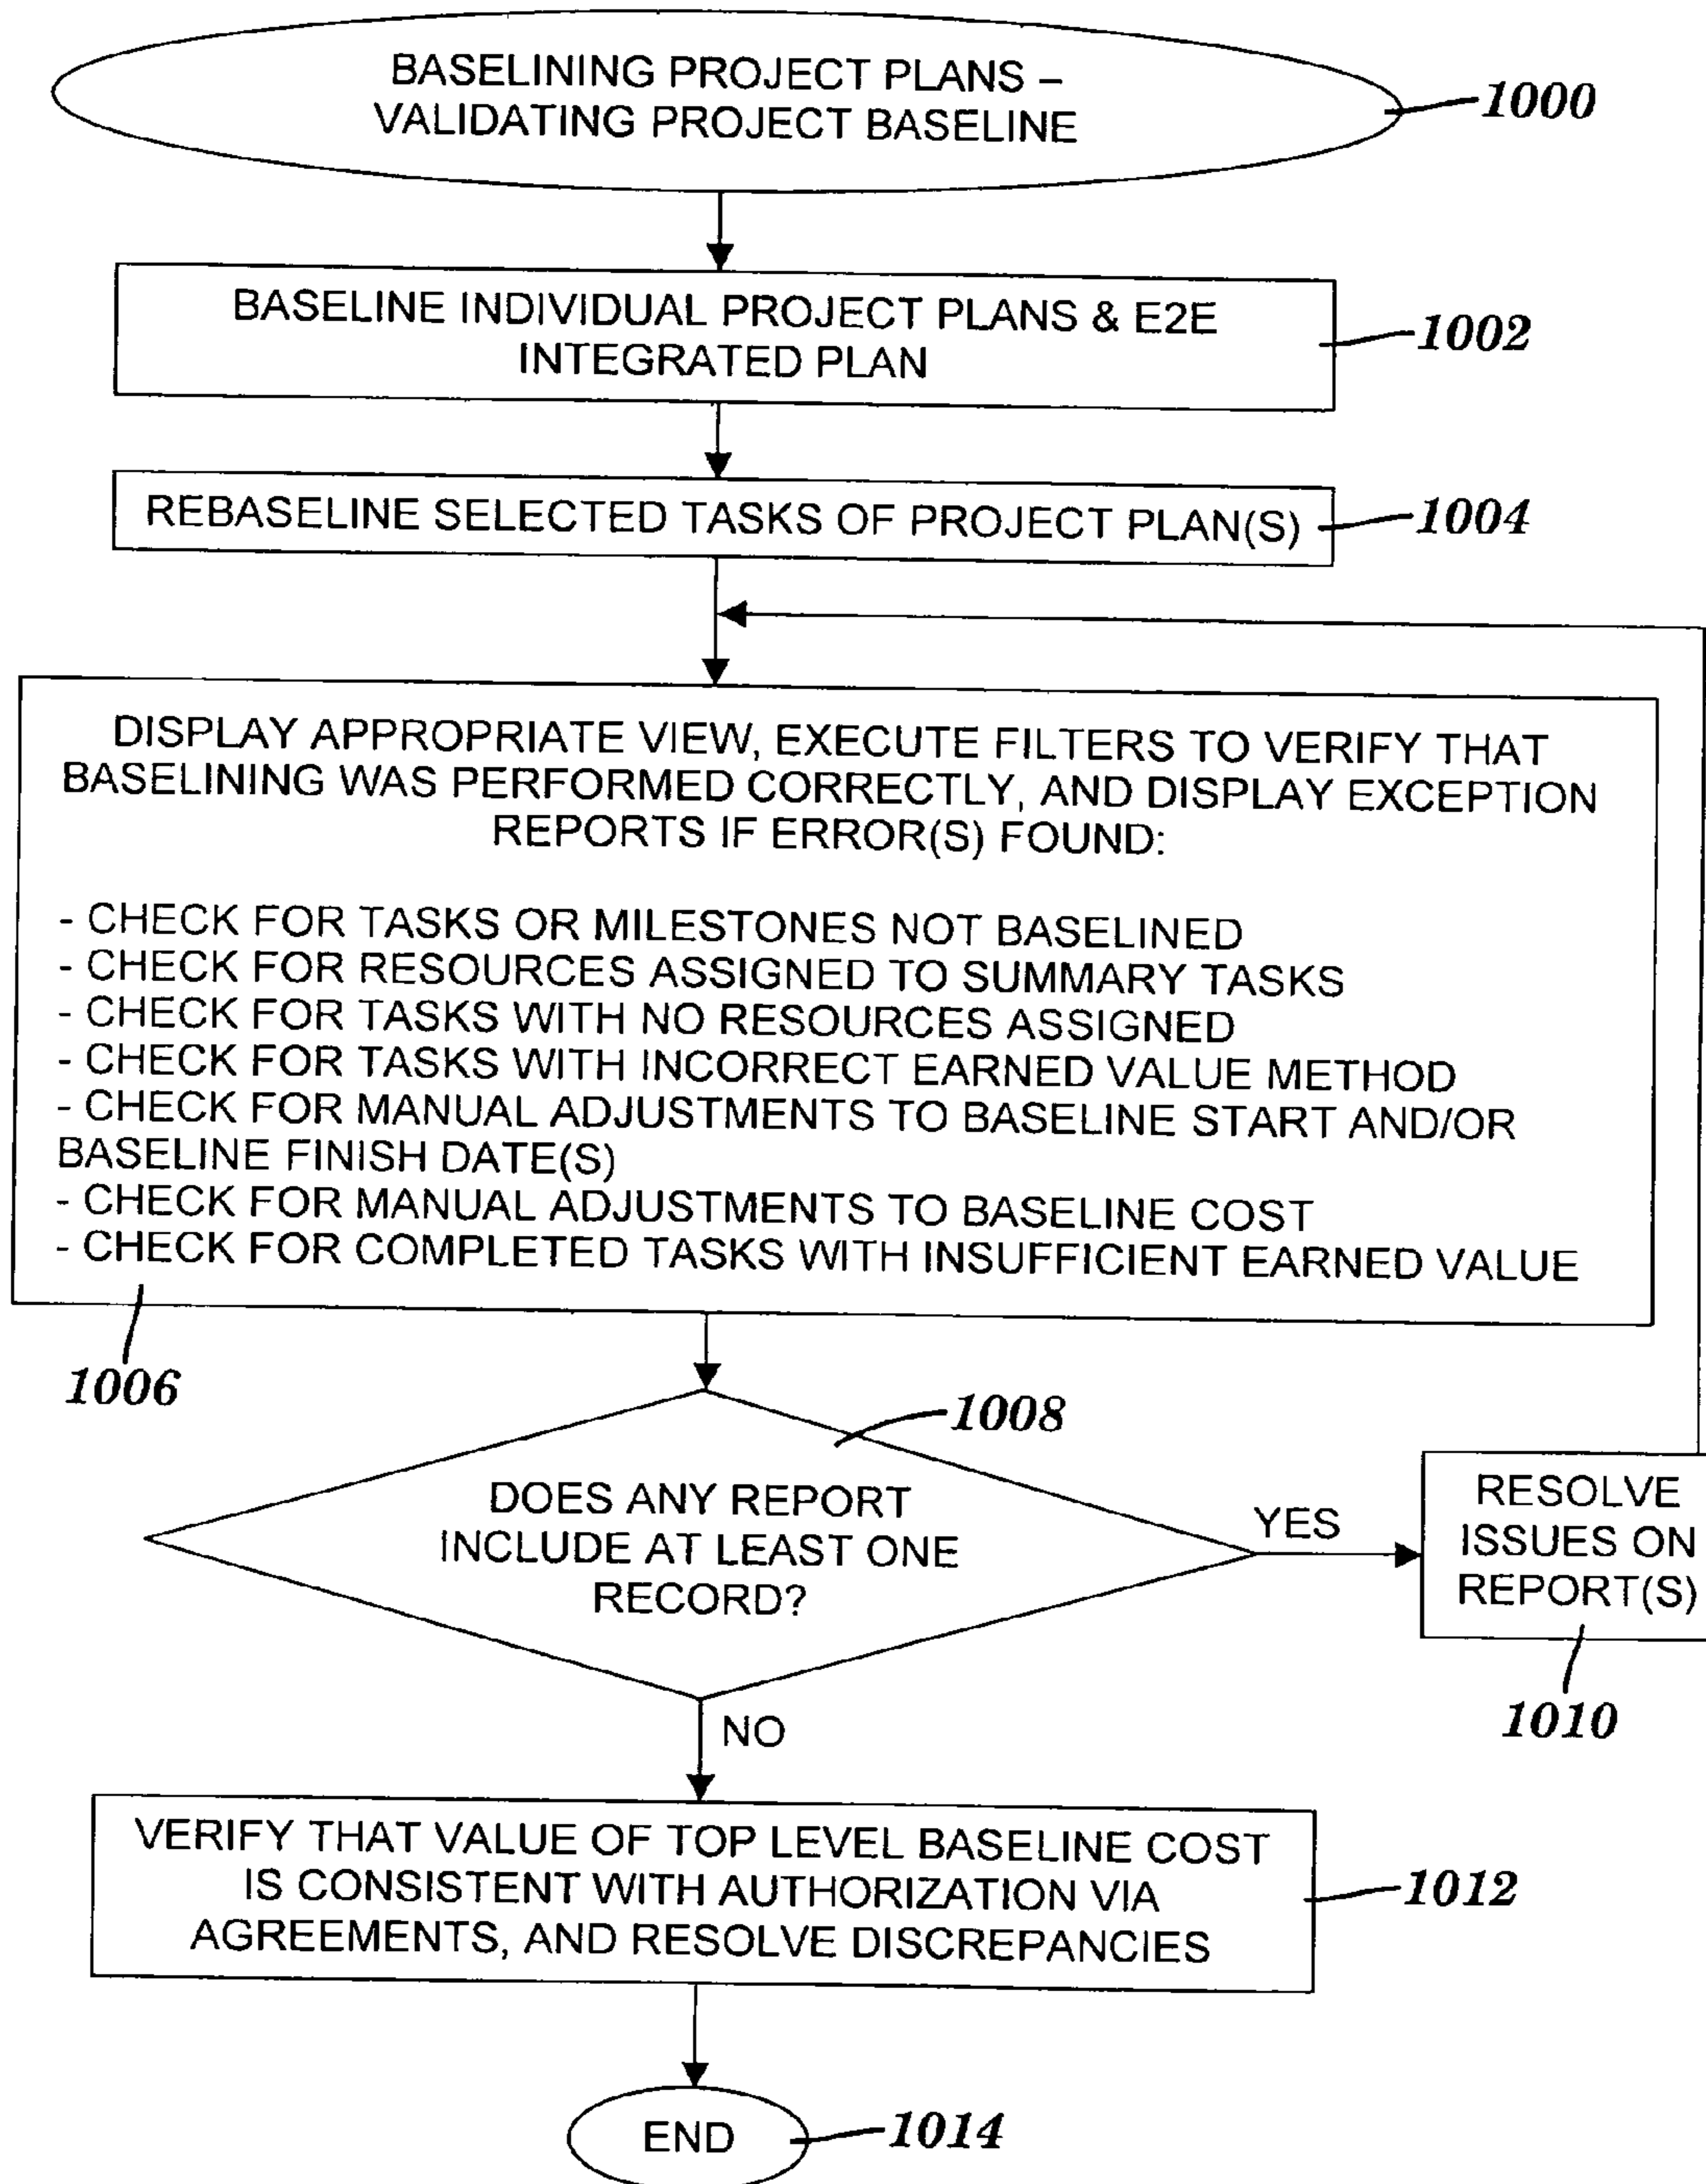 BASELINING PROJECT PLANS –
VALIDATING PROJECT BASELINE
1000
BASELINE INDIVIDUAL PROJECT PLANS & E2E
INTEGRATED PLAN
1002
REBASELINE SELECTED TASKS OF PROJECT PLAN(S)
1004
DISPLAY APPROPRIATE VIEW, EXECUTE FILTERS TO VERIFY THAT
BASELINING WAS PERFORMED CORRECTLY, AND DISPLAY EXCEPTION
REPORTS IF ERROR(S) FOUND:
- CHECK FOR TASKS OR MILESTONES NOT BASELINED
- CHECK FOR RESOURCES ASSIGNED TO SUMMARY TASKS
- CHECK FOR TASKS WITH NO RESOURCES ASSIGNED
- CHECK FOR TASKS WITH INCORRECT EARNED VALUE METHOD
- CHECK FOR MANUAL ADJUSTMENTS TO BASELINE START AND/OR
BASELINE FINISH DATE(S)
- CHECK FOR MANUAL ADJUSTMENTS TO BASELINE COST
- CHECK FOR COMPLETED TASKS WITH INSUFFICIENT EARNED VALUE
1006
1008
DOES ANY REPORT
INCLUDE AT LEAST ONE
RECORD?
YES
RESOLVE
ISSUES ON
REPORT(S)
1010
NO
VERIFY THAT VALUE OF TOP LEVEL BASELINE COST
IS CONSISTENT WITH AUTHORIZATION VIA
AGREEMENTS, AND RESOLVE DISCREPANCIES
1012
END
1014